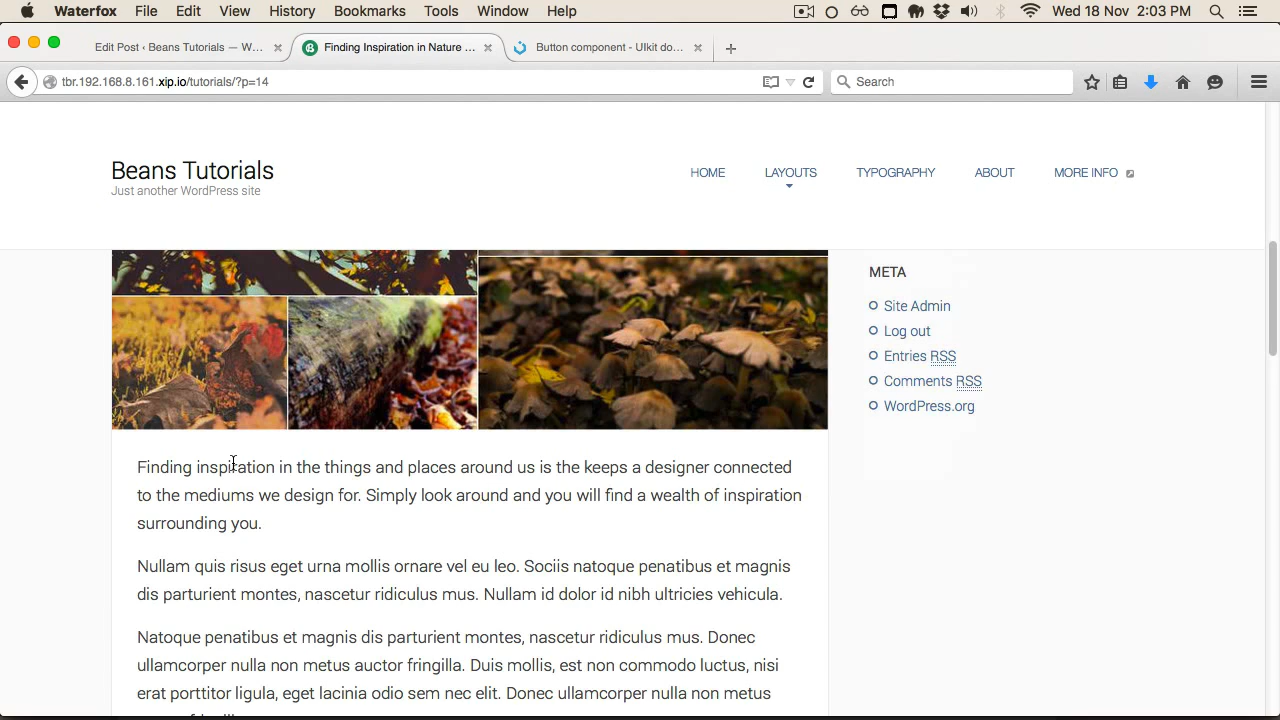 Waterfox File Edit View History Bookmarks Tools Window Help Wed 18 Nov 2:03 PM
Edit Post ‹ Beans Tutorials — W... Finding Inspiration in Nature ... Button component - UIkit do...
tbr.192.168.8.161.xip.io/tutorials/?p=14 Search
Beans Tutorials
Just another WordPress site
HOME LAYOUTS TYPOGRAPHY ABOUT MORE INFO
META
Site Admin
Log out
Entries RSS
Comments RSS
WordPress.org
Finding inspiration in the things and places around us is the keeps a designer connected
to the mediums we design for. Simply look around and you will find a wealth of inspiration
surrounding you.
Nullam quis risus eget urna mollis ornare vel eu leo. Sociis natoque penatibus et magnis
dis parturient montes, nascetur ridiculus mus. Nullam id dolor id nibh ultricies vehicula.
Natoque penatibus et magnis dis parturient montes, nascetur ridiculus mus. Donec
ullamcorper nulla non metus auctor fringilla. Duis mollis, est non commodo luctus, nisi
erat porttitor ligula, eget lacinia odio sem nec elit. Donec ullamcorper nulla non metus